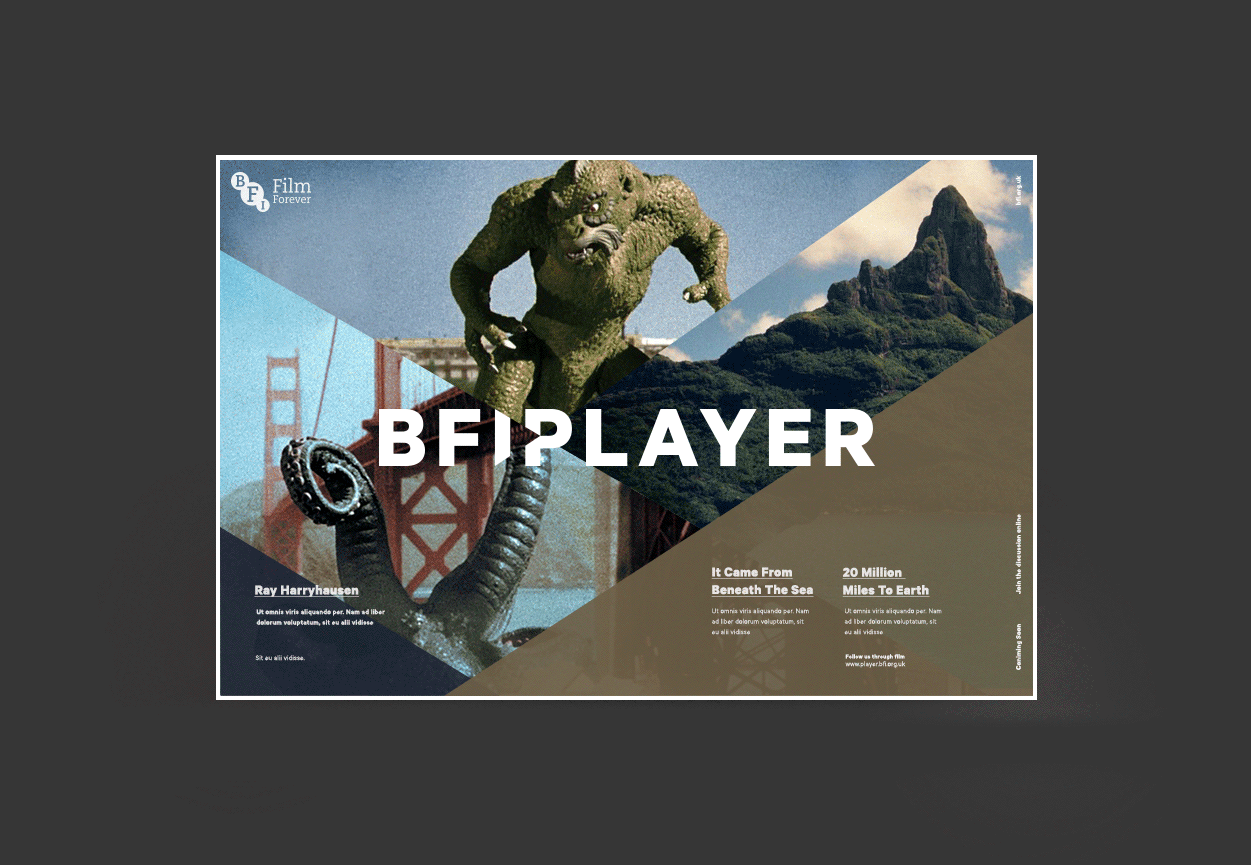 BFI
Film
Forever
bfi.org.uk
BFIPLAYER
Ray Harryhausen
Ut omnis viris aliquando per. Nam ad liber
dolorum voluptatum, sit eu alii vidisse
Sit eu alii vidisse.
It Came From
Beneath The Sea
Ut omnis viris aliquando per. Nam
ad liber dolorum voluptatum, sit
eu alii vidisse
20 Million
Miles To Earth
Ut omnis viris aliquando per. Nam
ad liber dolorum voluptatum, sit
eu alii vidisse
Follow us through film
www.player.bfi.org.uk
Join the discussion online
Soon